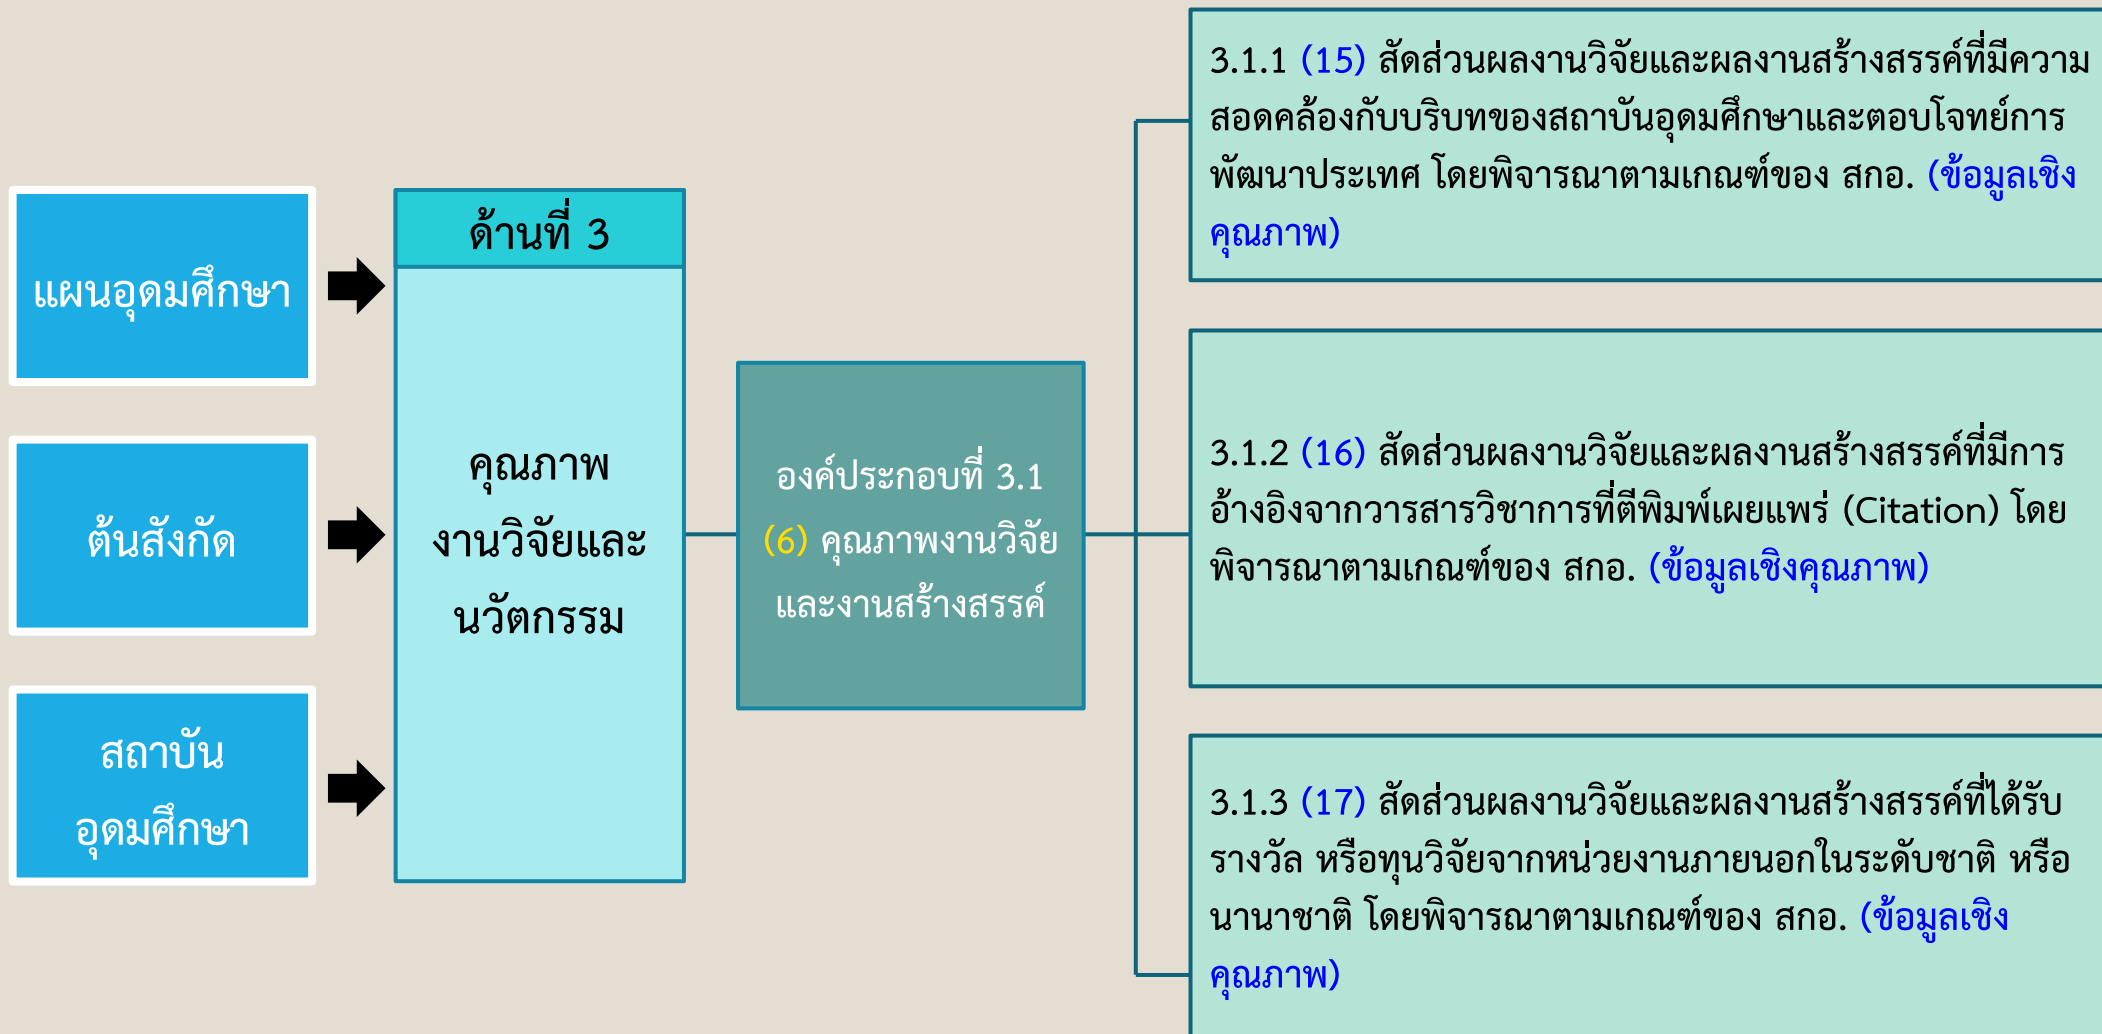 แผนอุดมศึกษา
ต้นสังกัด
สถาบัน
อุดมศึกษา
ด้านที่ 3
คุณภาพ
งานวิจัยและ
นวัตกรรม
องค์ประกอบที่ 3.1
(6) คุณภาพงานวิจัย
และงานสร้างสรรค์
3.1.1 (15) สัดส่วนผลงานวิจัยและผลงานสร้างสรรค์ที่มีความ
สอดคล้องกับบริบทของสถาบันอุดมศึกษาและตอบโจทย์การ
พัฒนาประเทศ โดยพิจารณาตามเกณฑ์ของ สกอ. (ข้อมูลเชิง
คุณภาพ)
3.1.2 (16) สัดส่วนผลงานวิจัยและผลงานสร้างสรรค์ที่มีการ
อ้างอิงจากวารสารวิชาการที่ตีพิมพ์เผยแพร่ (Citation) โดย
พิจารณาตามเกณฑ์ของ สกอ. (ข้อมูลเชิงคุณภาพ)
3.1.3 (17) สัดส่วนผลงานวิจัยและผลงานสร้างสรรค์ที่ได้รับ
รางวัล หรือทุนวิจัยจากหน่วยงานภายนอกในระดับชาติ หรือ
นานาชาติ โดยพิจารณาตามเกณฑ์ของ สกอ. (ข้อมูลเชิง
คุณภาพ)